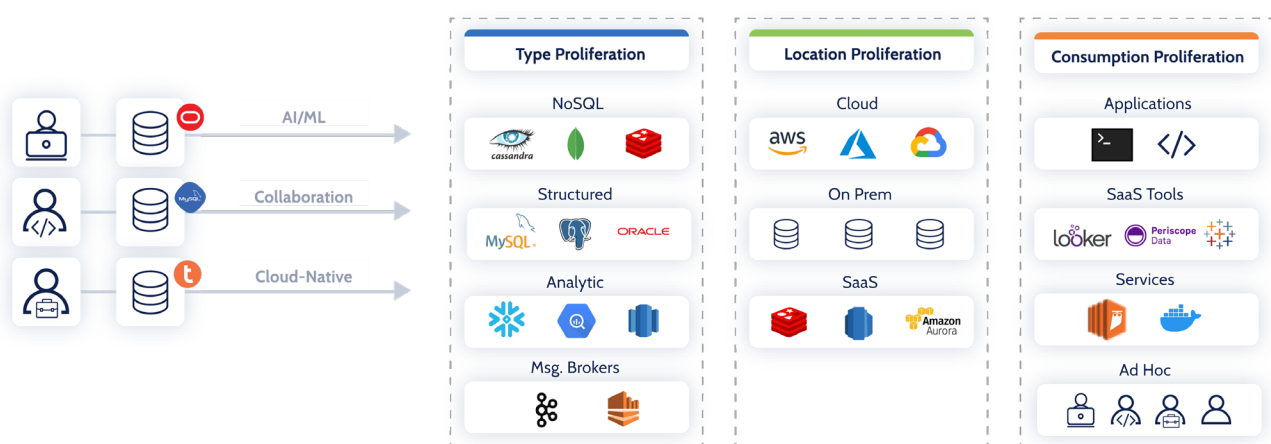 AI/ML
MySQL
Collaboration
t
Cloud-Native
Type Proliferation
NoSQL
cassandra
Structured
MySQL
ORACLE
Analytic
Msg. Brokers
Location Proliferation
Cloud
aws
On Prem
SaaS
Amazon
Aurora
Consumption Proliferation
Applications
>_
</>
SaaS Tools
looker
Periscope
Data
Services
Ad Hoc
</>
</>